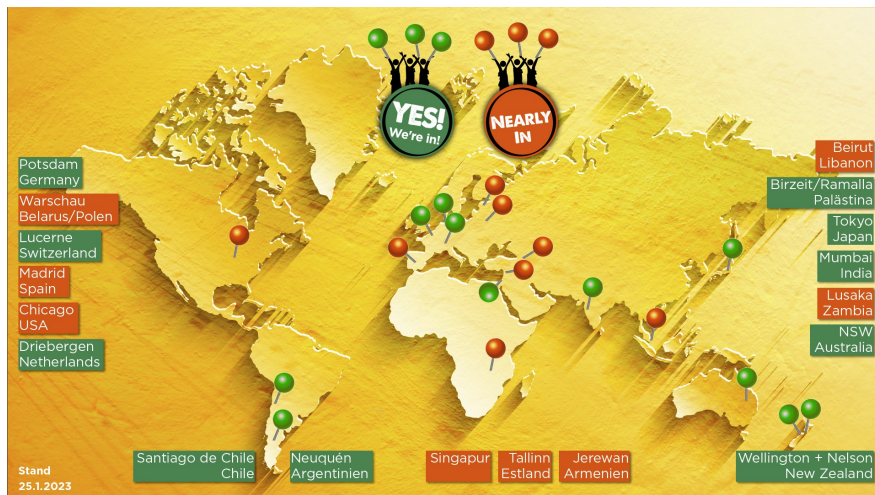 YES!
We're in!
NEARLY
IN
Potsdam
Germany
Warschau
Belarus/Polen
Lucerne
Switzerland
Madrid
Spain
Chicago
USA
Driebergen
Netherlands
Beirut
Libanon
Birzeit/Ramalla
Palästina
Tokyo
Japan
Mumbai
India
Lusaka
Zambia
NSW
Australia
Santiago de Chile
Chile
Neuquén
Argentinien
Singapur
Tallinn
Estland
Jerewan
Armenien
Wellington + Nelson
New Zealand
Stand
25.1.2023